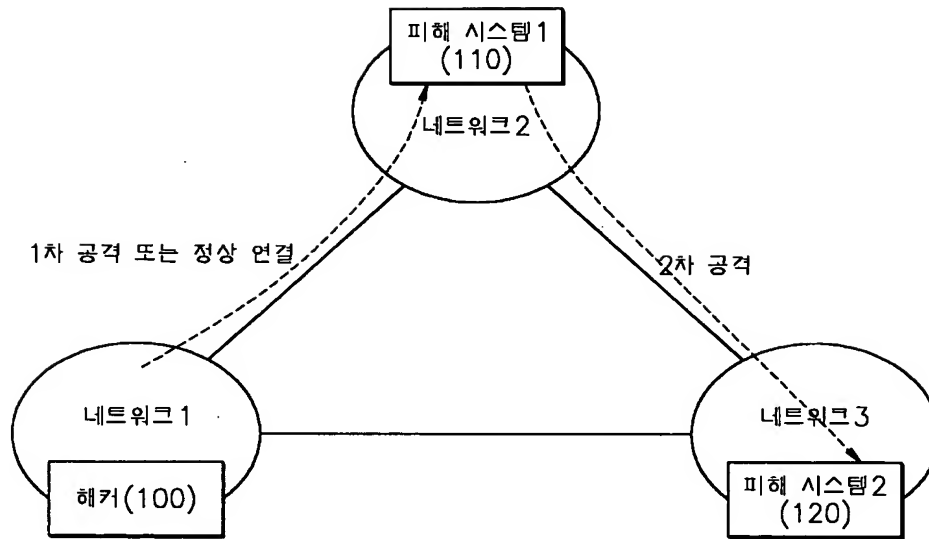 피해 시스템1
(110)
네트워크2
1차 공격 또는 정상 연결
2차 공격
네트워크1
해커(100)
네트워크3
피해 시스템2
(120)